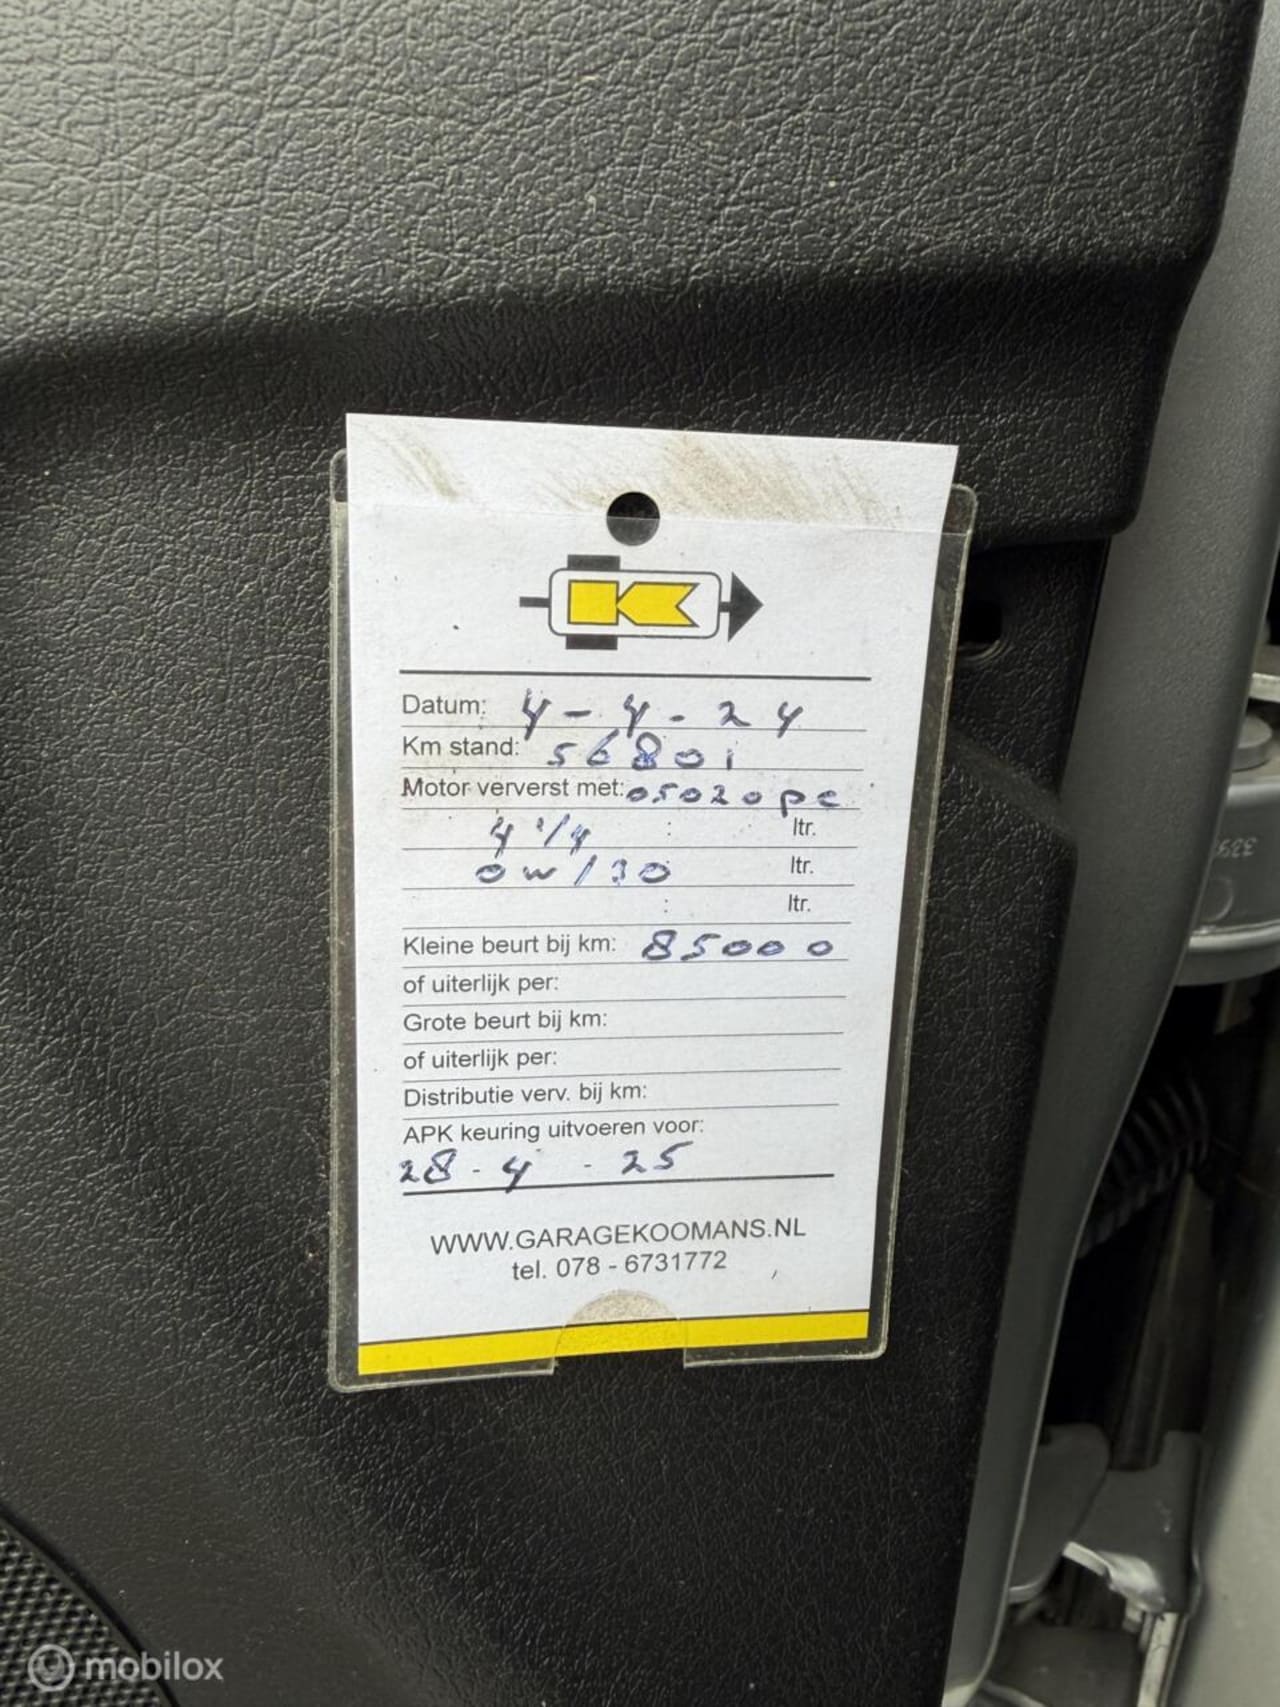 Datum: 4-4-24
Km stand: 56801
Motor ververst met: 05020pc
4 1/4 : ltr.
0w/30 ltr.
: ltr.
Kleine beurt bij km: 85000
of uiterlijk per:
Grote beurt bij km:
of uiterlijk per:
Distributie verv. bij km:
APK keuring uitvoeren voor:
28-4-25
WWW.GARAGEKOOMANS.NL
tel. 078 - 6731772
mobilox